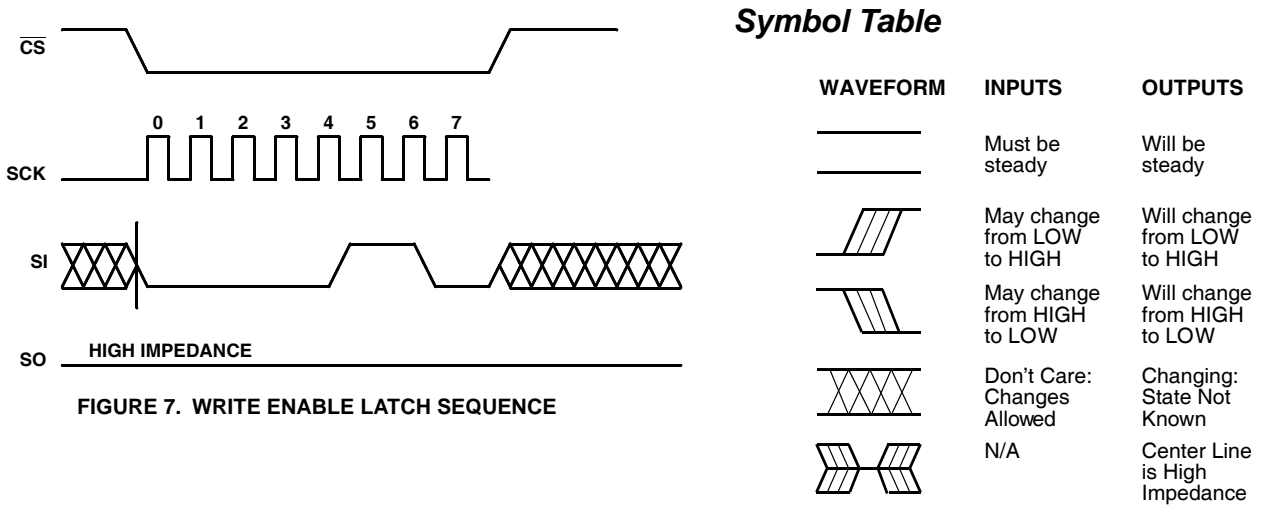 CS
0 1 2 3 4 5 6 7
SCK
SI
HIGH IMPEDANCE
SO
FIGURE 7. WRITE ENABLE LATCH SEQUENCE
Symbol Table
WAVEFORM INPUTS OUTPUTS
Must be Will be
steady steady
May change Will change
from LOW from LOW
to HIGH to HIGH
May change Will change
from HIGH from HIGH
to LOW to LOW
Don't Care: Changing:
Changes State Not
Allowed Known
N/A Center Line
is High
Impedance